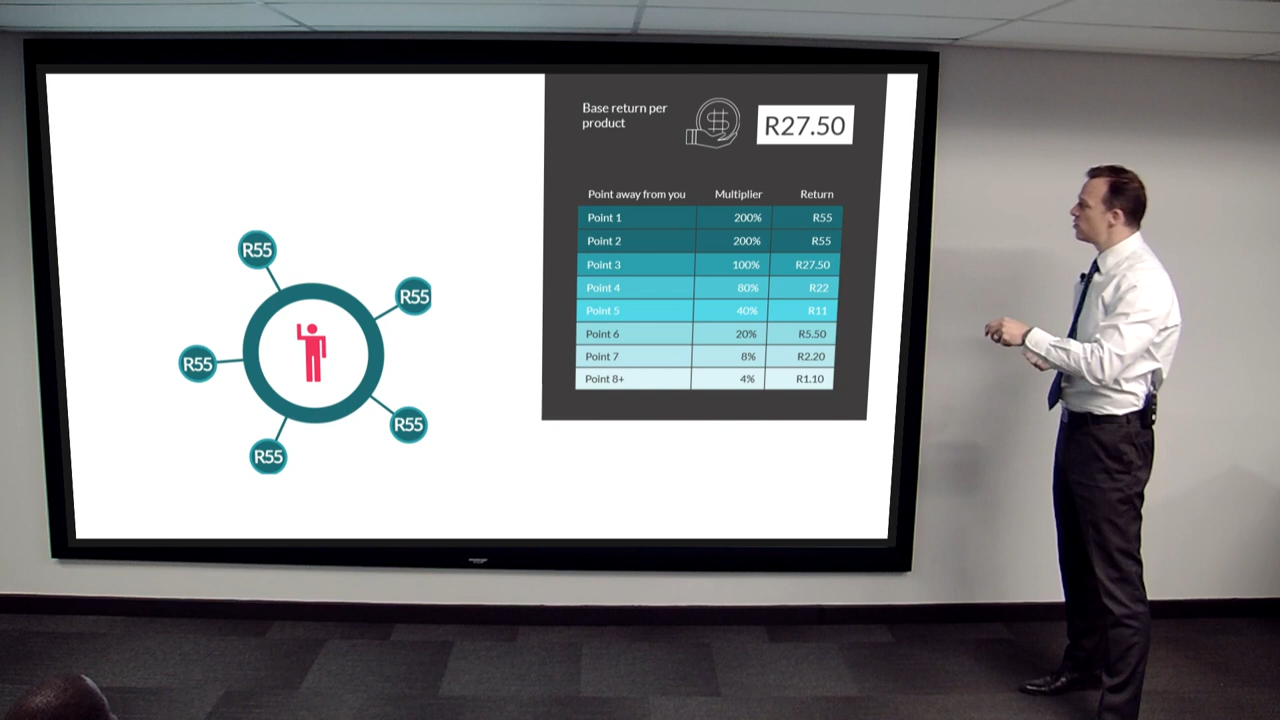 Base return per
product
R27.50
Point away from you Multiplier Return
Point 1 200% R55
Point 2 200% R55
Point 3 100% R27.50
Point 4 80% R22
Point 5 40% R11
Point 6 20% R5.50
Point 7 8% R2.20
Point 8+ 4% R1.10
R55
R55
R55
R55
R55